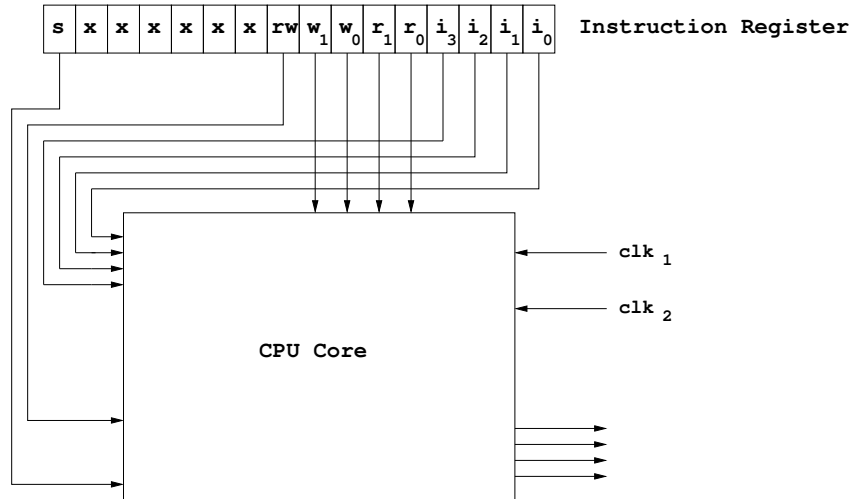 s x x x x x x rw w1 w0 r1 r0 i3 i2 i1 i0 Instruction Register
clk 1
clk 2
CPU Core